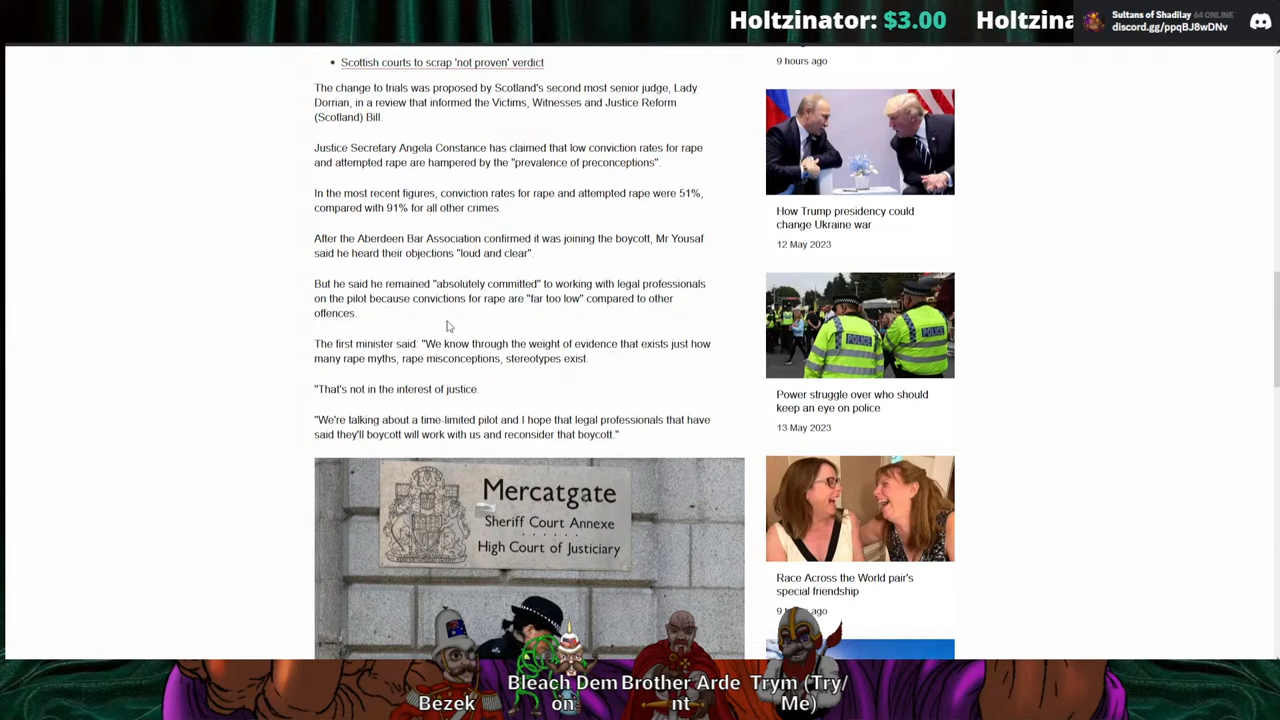 Holtzinator: $3.00 Holtzina
Sultans of Shadilay 64 ONLINE
discord.gg/ppqBJ8wDNv
Scottish courts to scrap 'not proven' verdict
The change to trials was proposed by Scotland's second most senior judge, Lady
Dorrian, in a review that informed the Victims, Witnesses and Justice Reform
(Scotland) Bill.
Justice Secretary Angela Constance has claimed that low conviction rates for rape
and attempted rape are hampered by the "prevalence of preconceptions".
In the most recent figures, conviction rates for rape and attempted rape were 51%,
compared with 91% for all other crimes.
After the Aberdeen Bar Association confirmed it was joining the boycott, Mr Yousaf
said he heard their objections "loud and clear".
But he said he remained "absolutely committed" to working with legal professionals
on the pilot because convictions for rape are "far too low" compared to other
offences.
The first minister said: "We know through the weight of evidence that exists just how
many rape myths, rape misconceptions, stereotypes exist.
"That's not in the interest of justice.
"We're talking about a time-limited pilot and I hope that legal professionals that have
said they'll boycott will work with us and reconsider that boycott."
Mercatgate
Sheriff Court Annexe
High Court of Justiciary
9 hours ago
How Trump presidency could
change Ukraine war
12 May 2023
POLICE
POLICE
Power struggle over who should
keep an eye on police
13 May 2023
Race Across the World pair's
special friendship
9 ago
Bezek
Bleach Dem
on
Brother Arde
nt
Trym (Try/
Me)